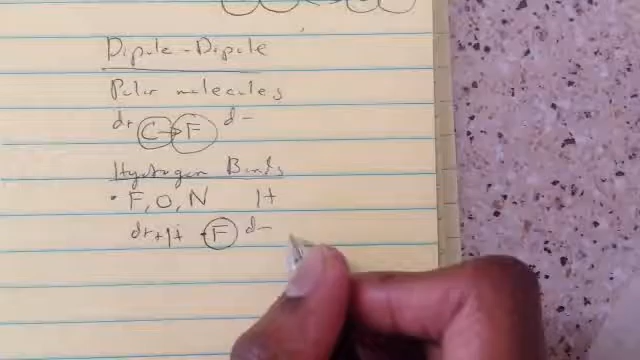 Dipole-Dipole
Polar molecules
d+ C F d-
Hydrogen Bonds
• F, O, N H
d+ H F d-